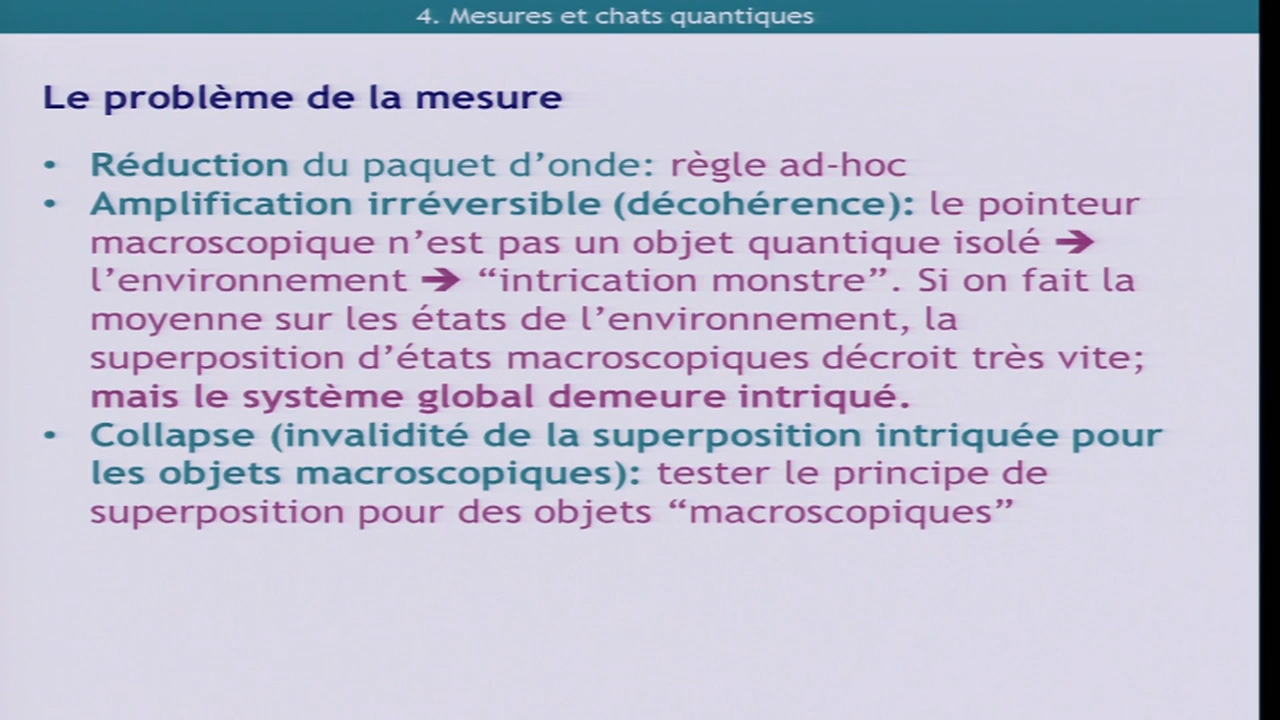 4. Mesures et chats quantiques
Le problème de la mesure
• Réduction du paquet d’onde: règle ad-hoc
• Amplification irréversible (décohérence): le pointeur
macroscopique n’est pas un objet quantique isolé ➔
l’environnement ➔ “intrication monstre”. Si on fait la
moyenne sur les états de l’environnement, la
superposition d’états macroscopiques décroit très vite;
mais le système global demeure intriqué.
• Collapse (invalidité de la superposition intriquée pour
les objets macroscopiques): tester le principe de
superposition pour des objets “macroscopiques”